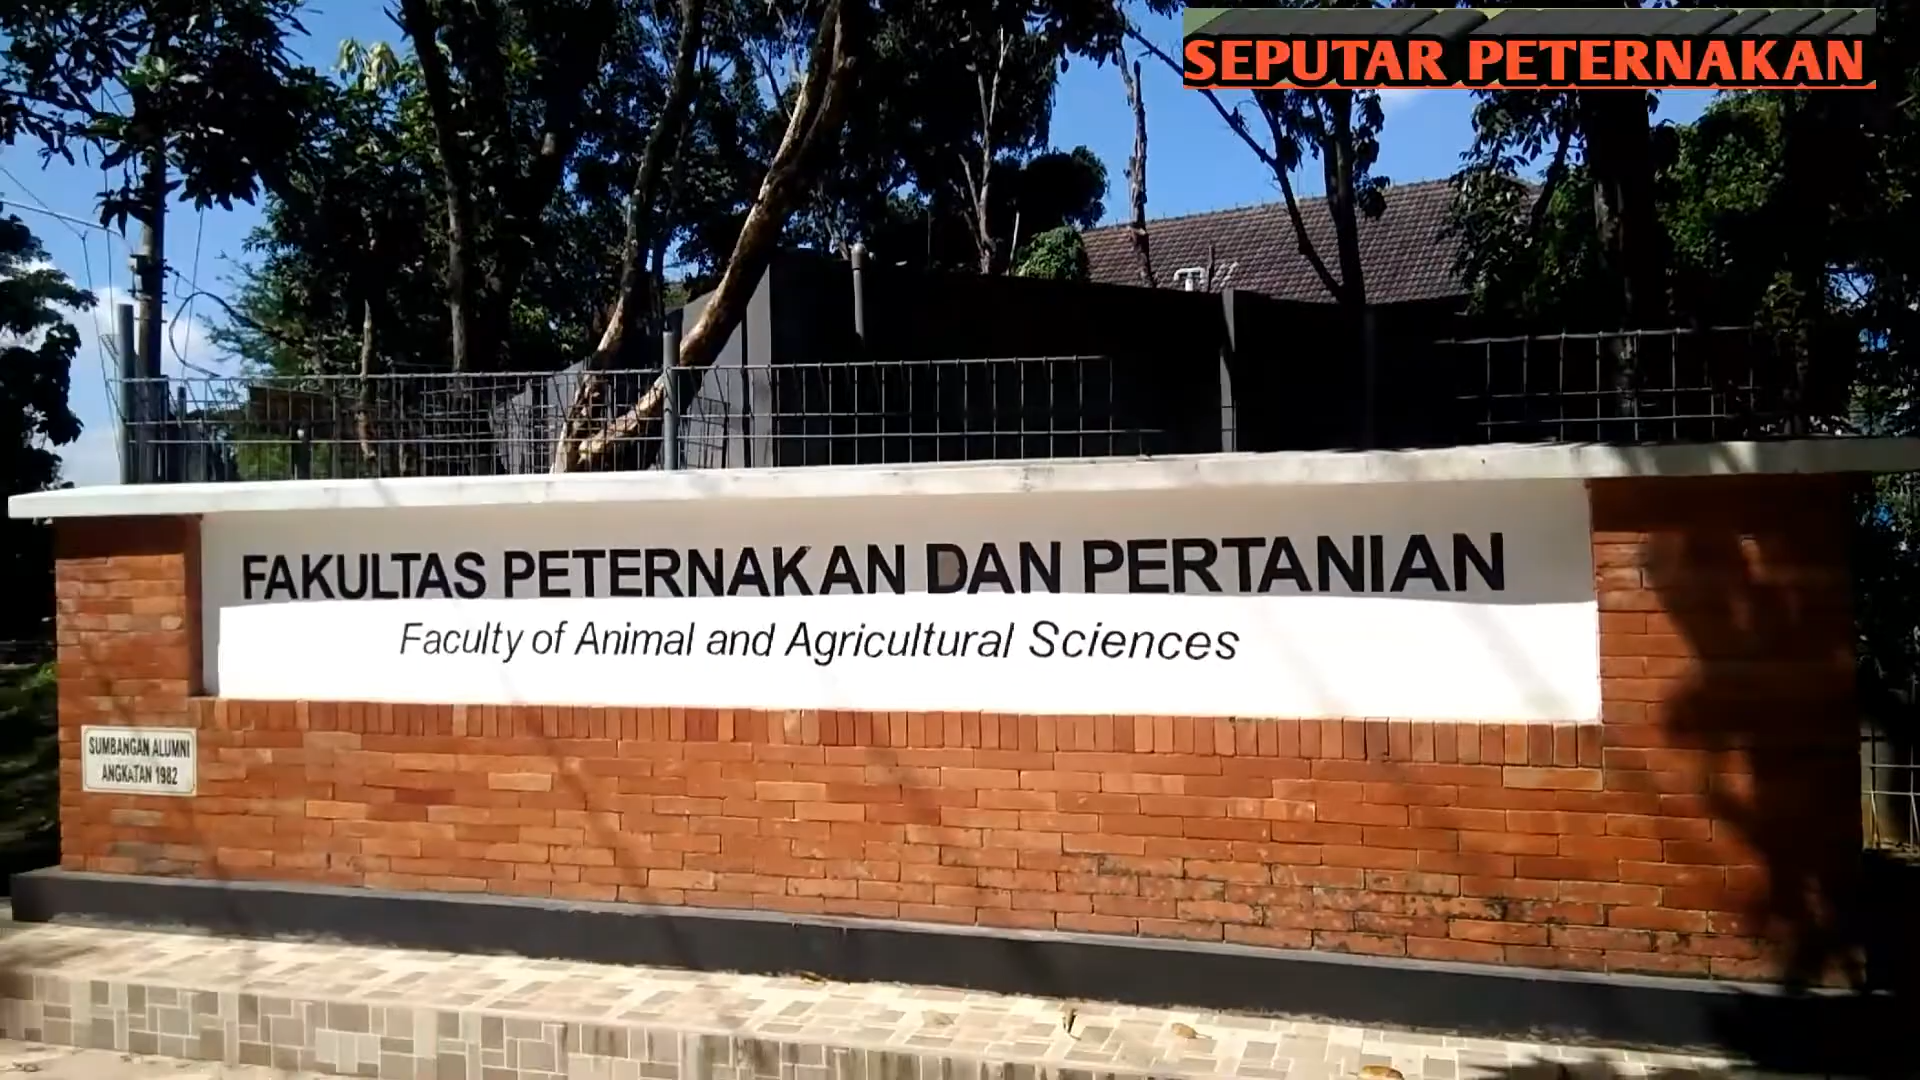 SEPUTAR PETERNAKAN
FAKULTAS PETERNAKAN DAN PERTANIAN
Faculty of Animal and Agricultural Sciences
SUMBANGAN ALUMNI
ANGKATAN 1982